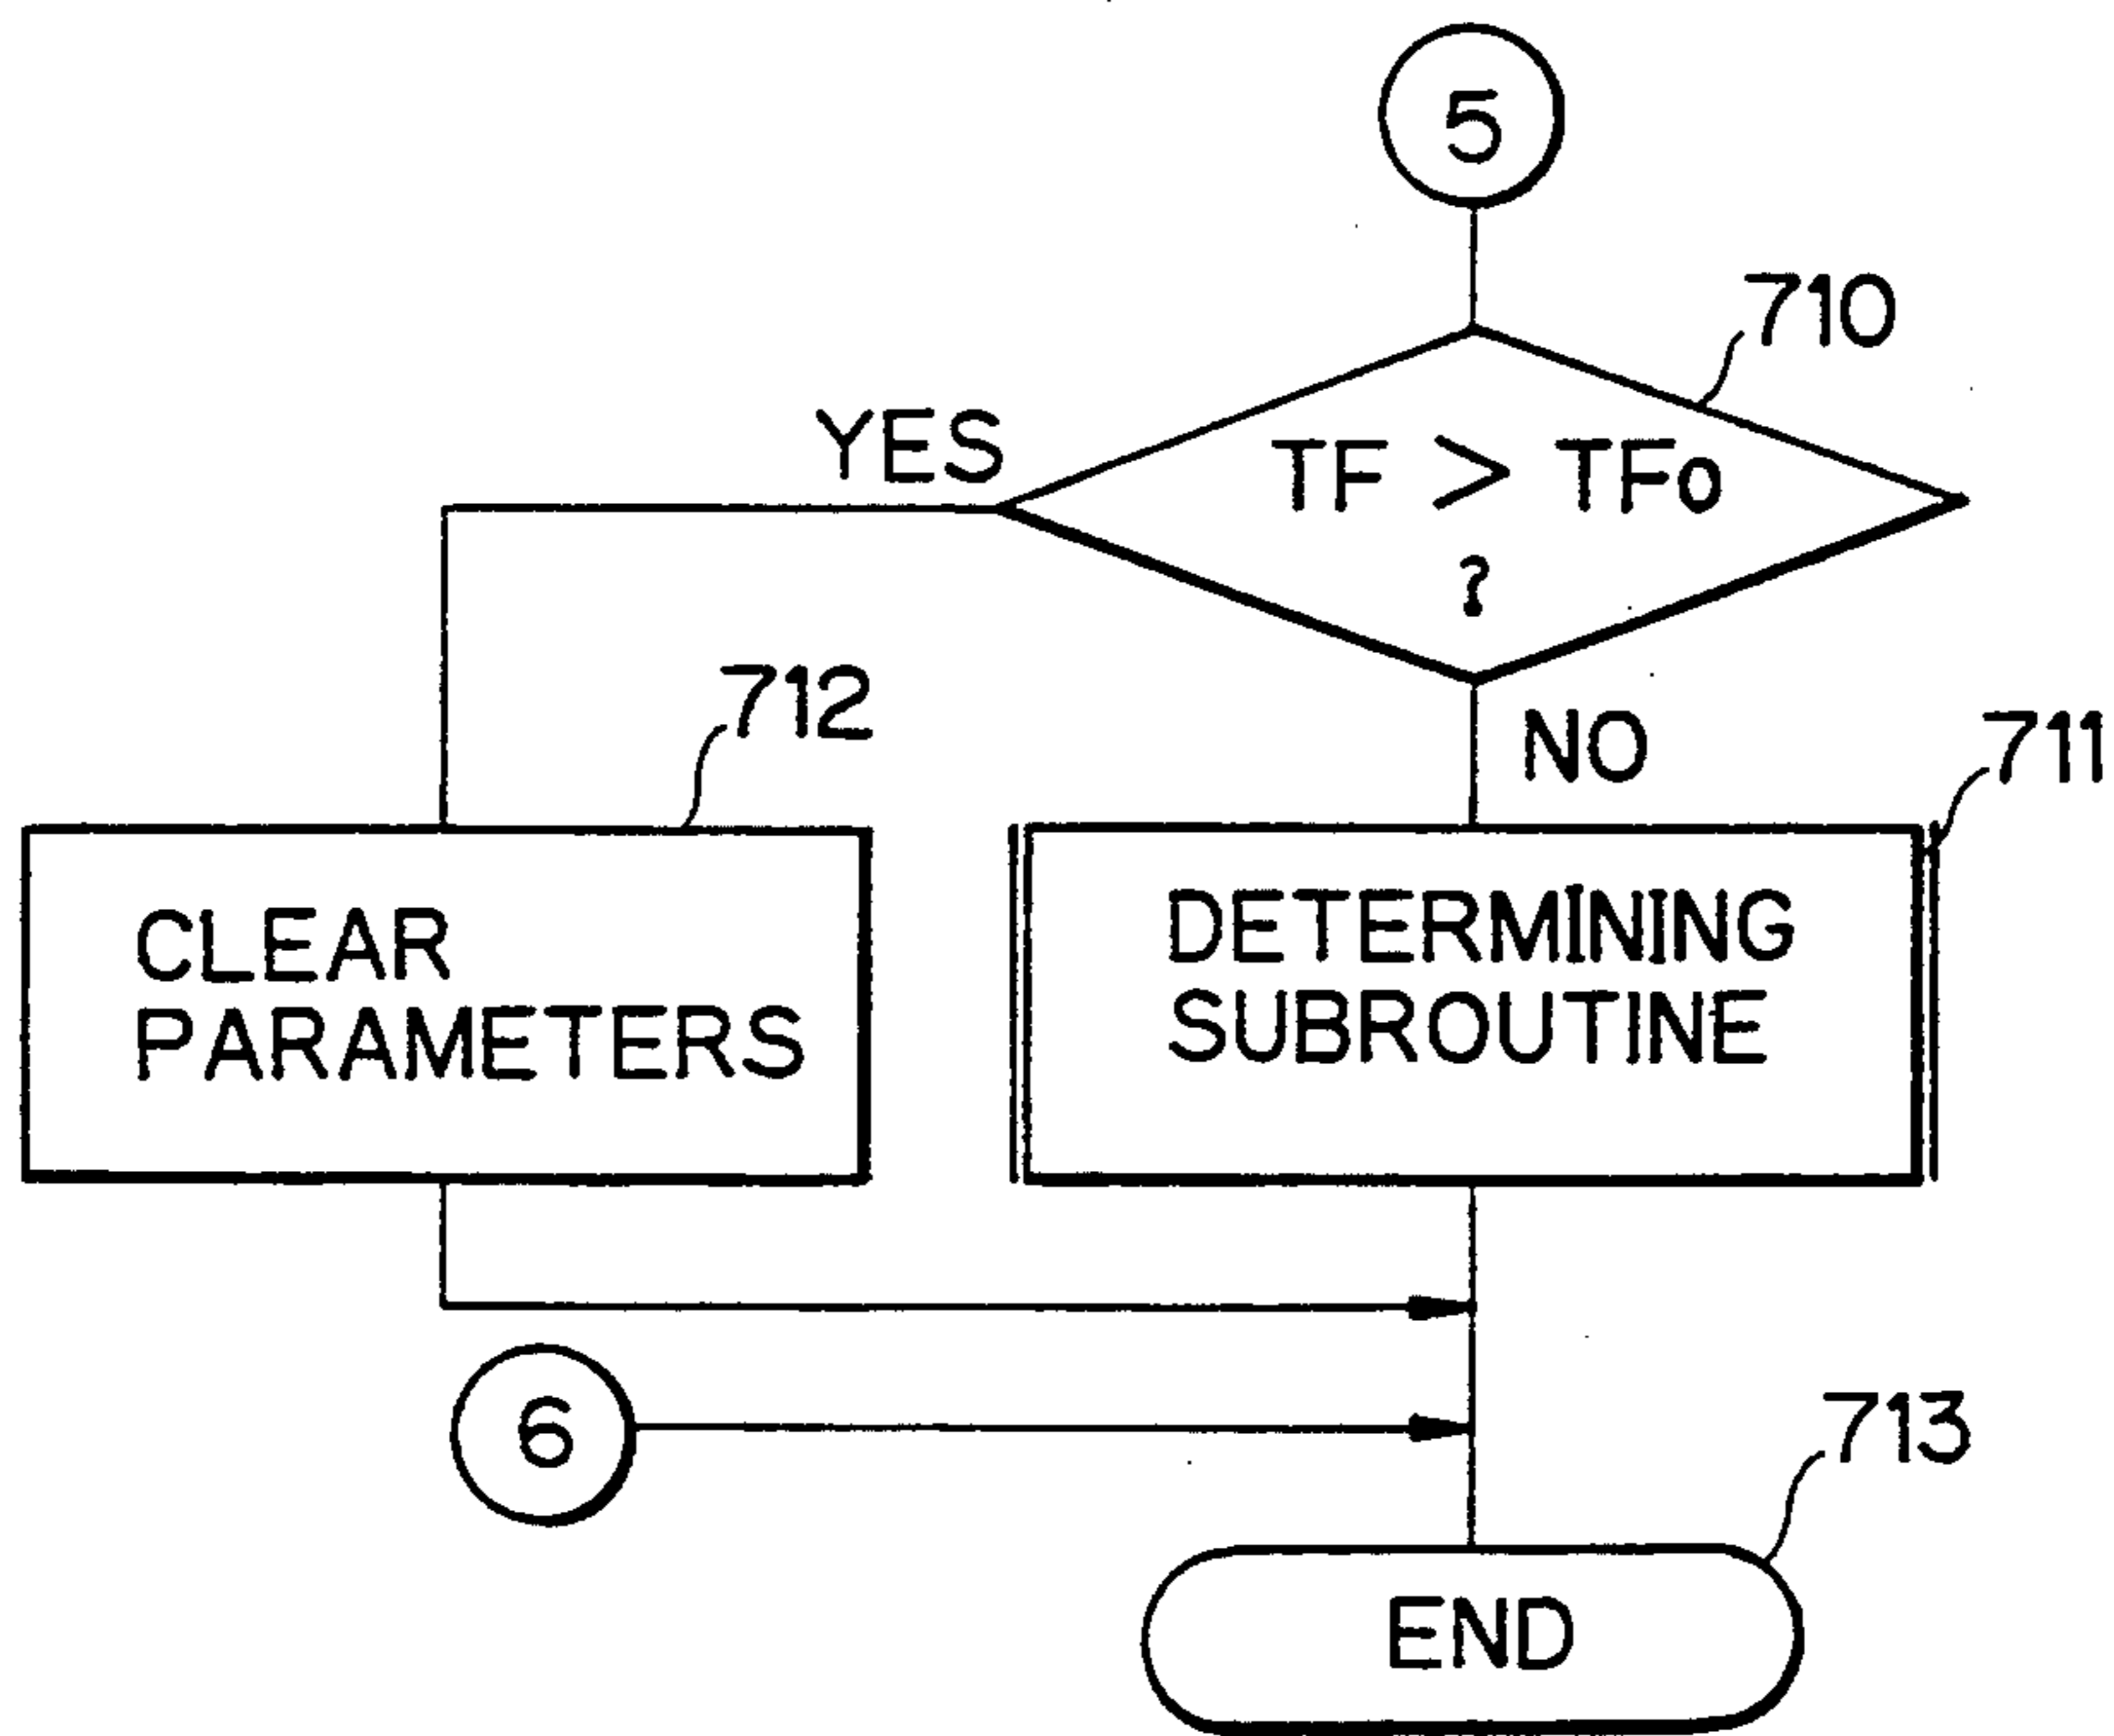 5
710
YES
TF > TFo
?
712
NO
711
CLEAR
PARAMETERS
DETERMINING
SUBROUTINE
6
713
END